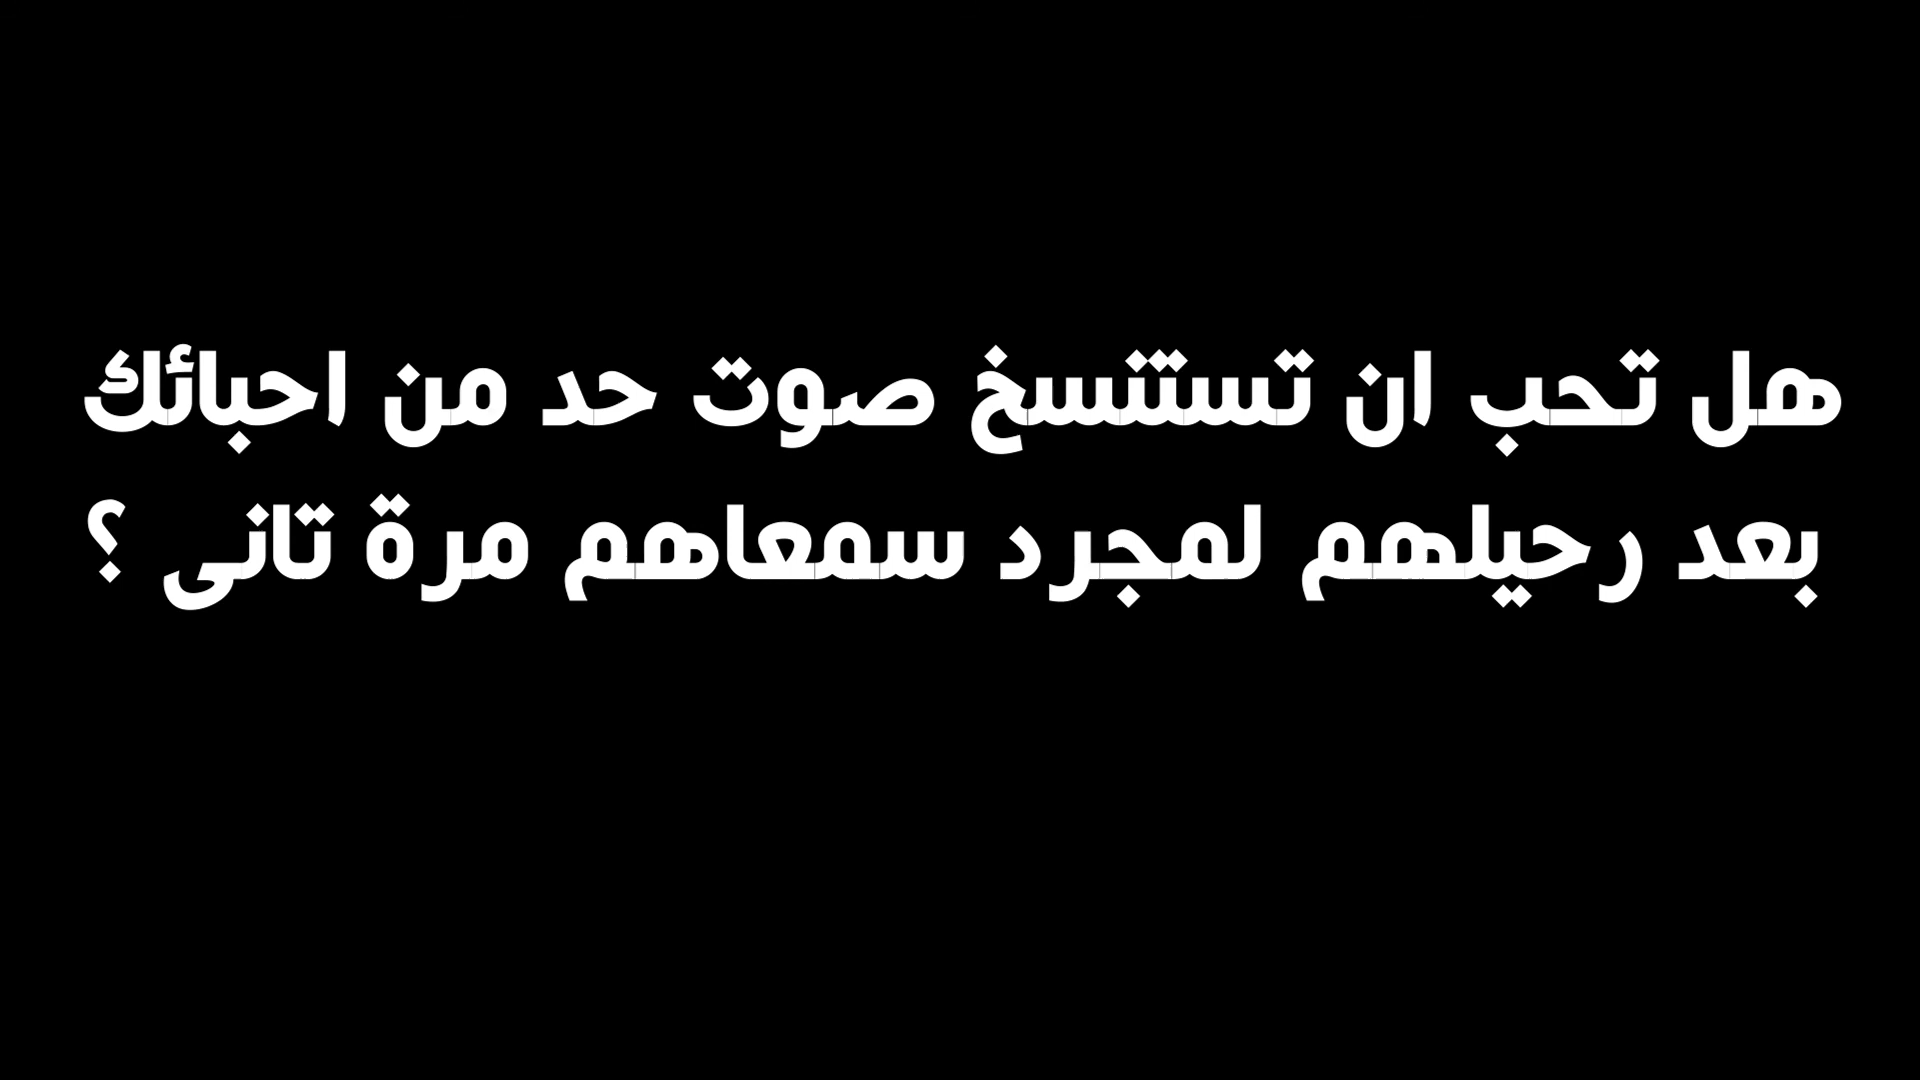 هل تحب ان تستنسخ صوت حد من احبائك
بعد رحيلهم لمجرد سمعاهم مرة تانى ؟